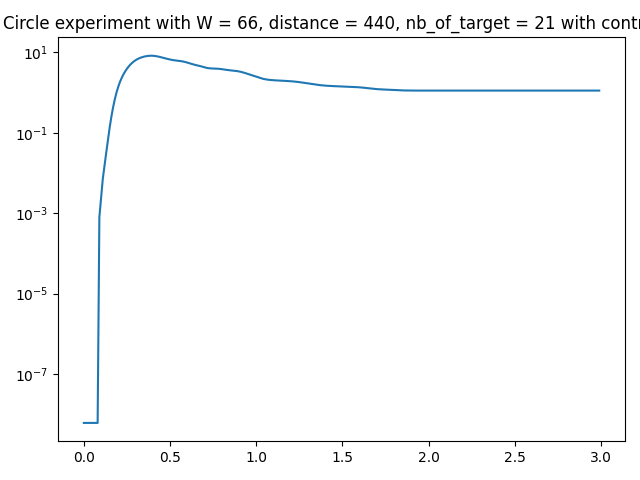 Circle experiment with W = 66, distance = 440, nb_of_target = 21 with
10¹
10⁻¹
10⁻³
10⁻⁵
10⁻⁷
0.0 0.5 1.0 1.5 2.0 2.5 3.0